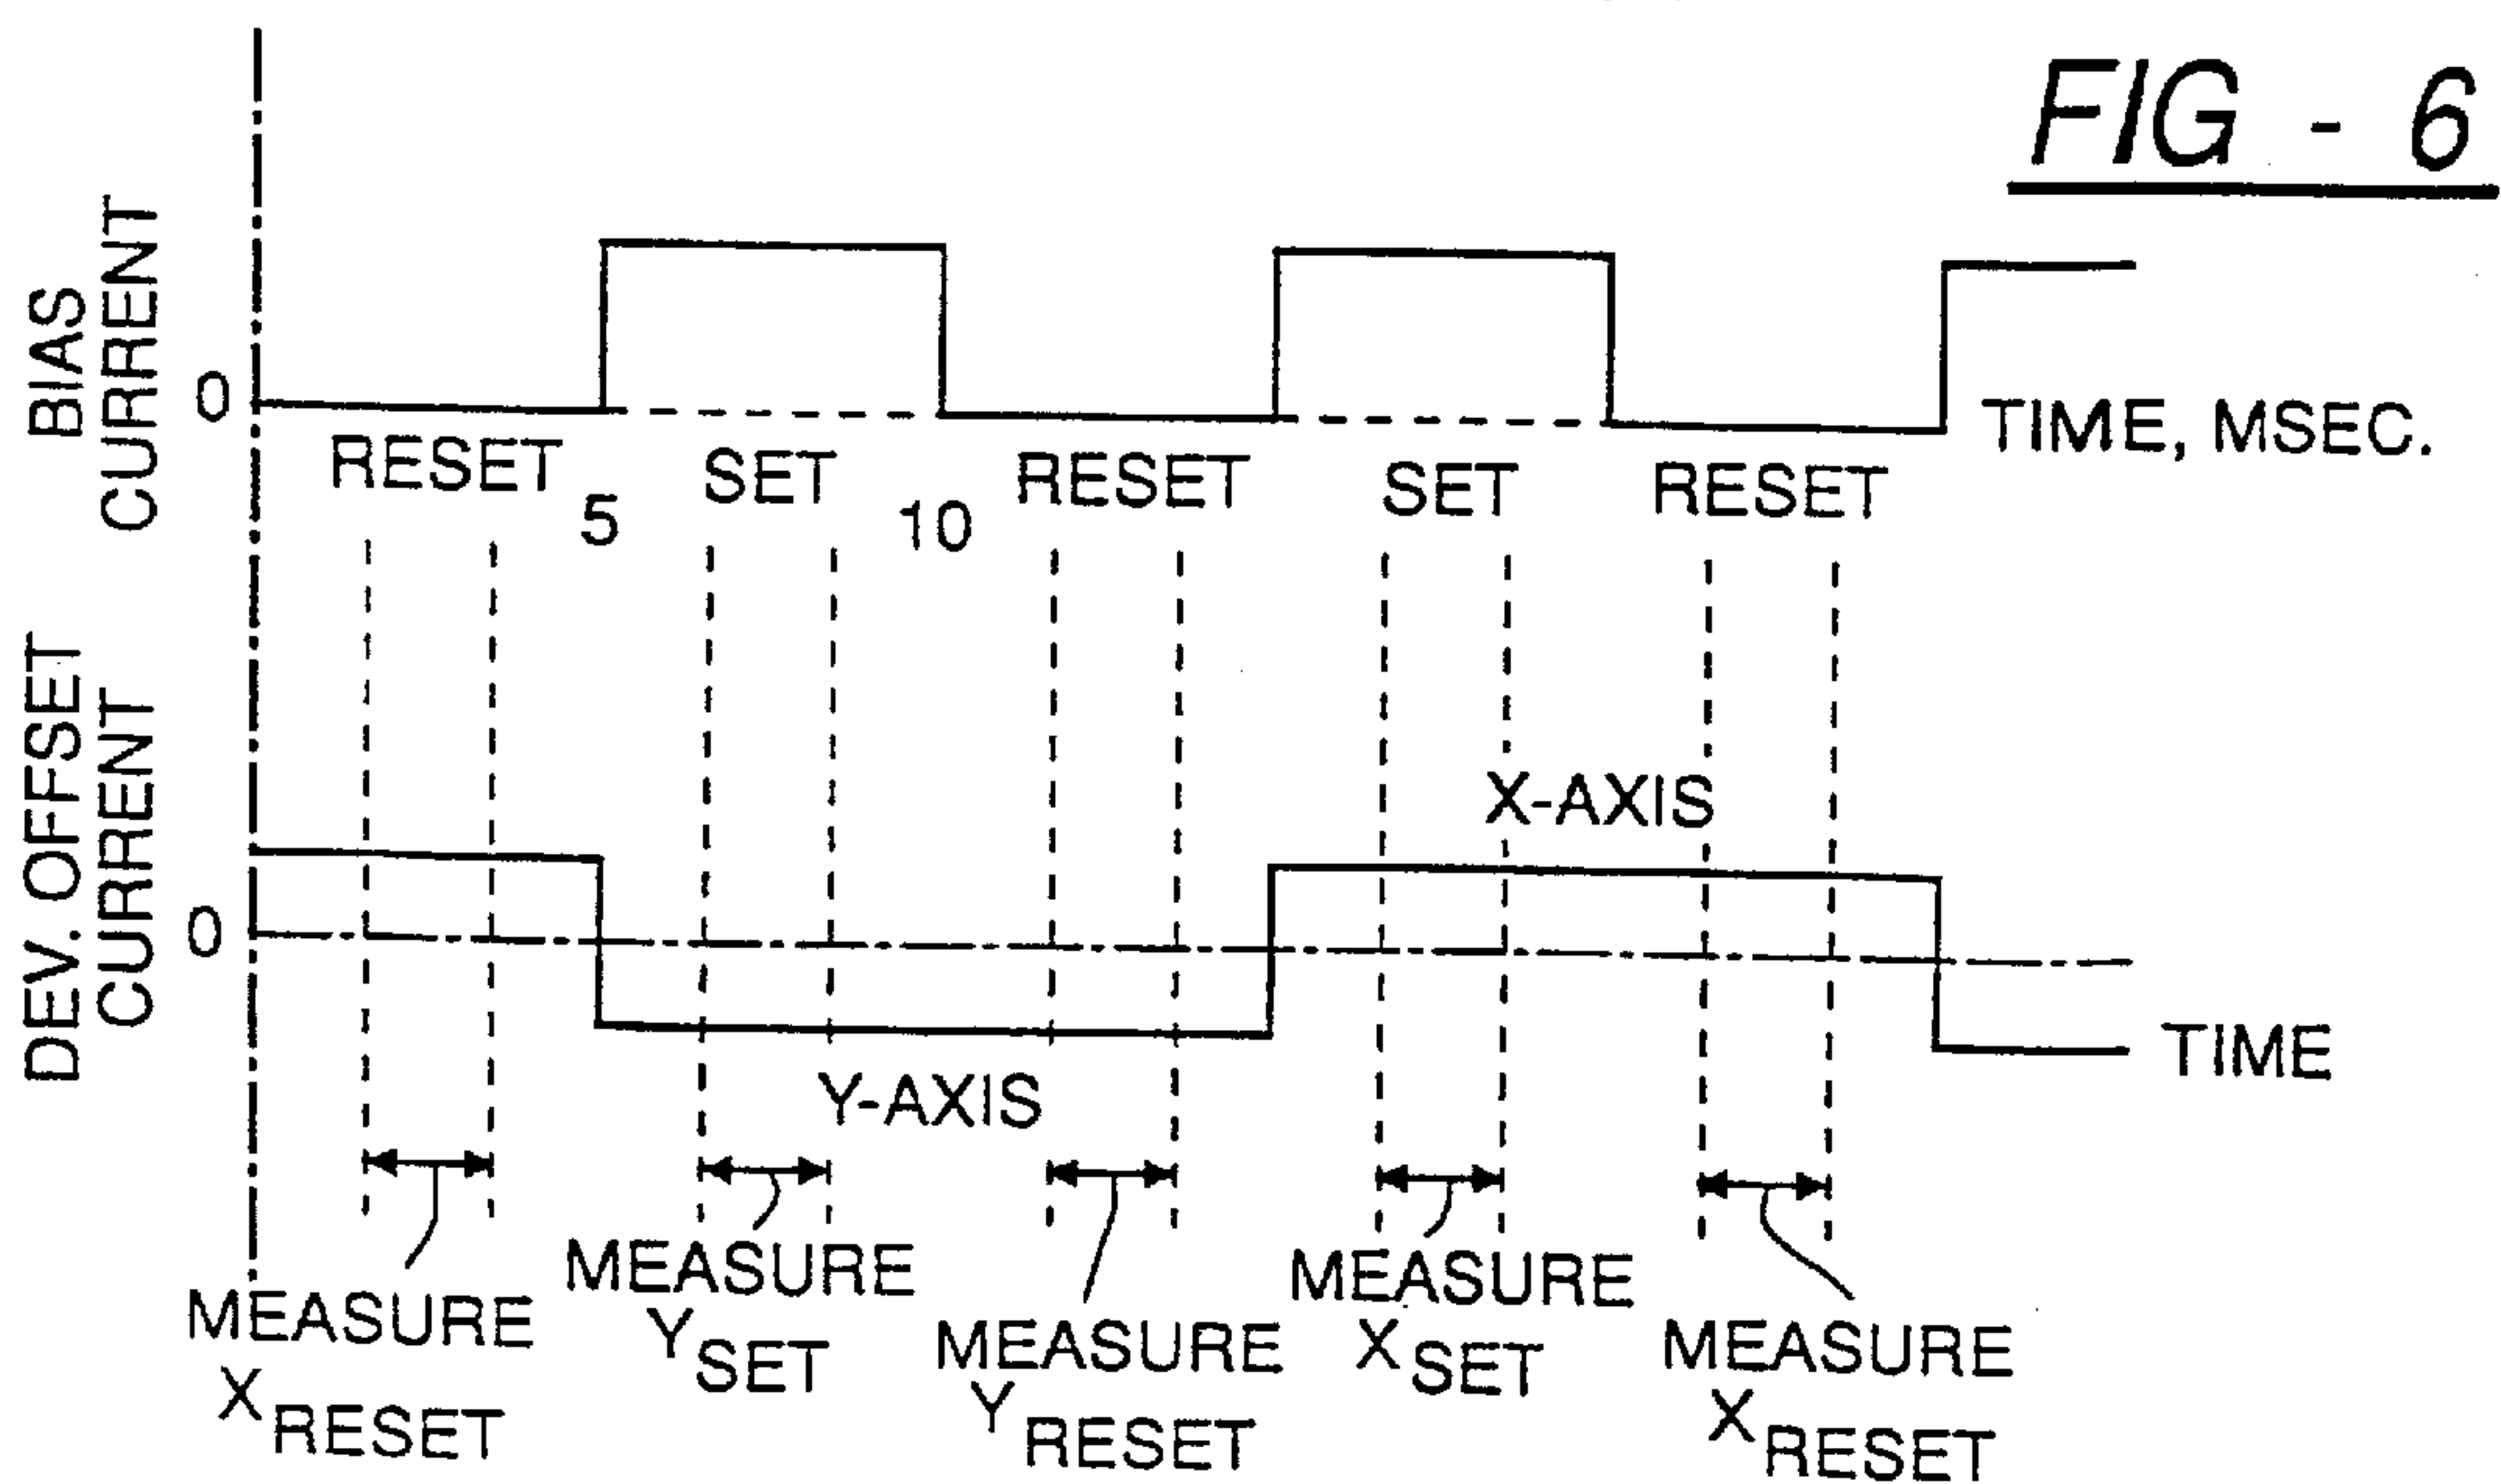 FIG - 6
BIAS
CURRENT
0
TIME, MSEC.
RESET
SET
RESET
SET
RESET
5
10
DEV. OFFSET
CURRENT
0
X-AXIS
Y-AXIS
TIME
MEASURE
X RESET
MEASURE
Y SET
MEASURE
Y RESET
MEASURE
X SET
MEASURE
X RESET